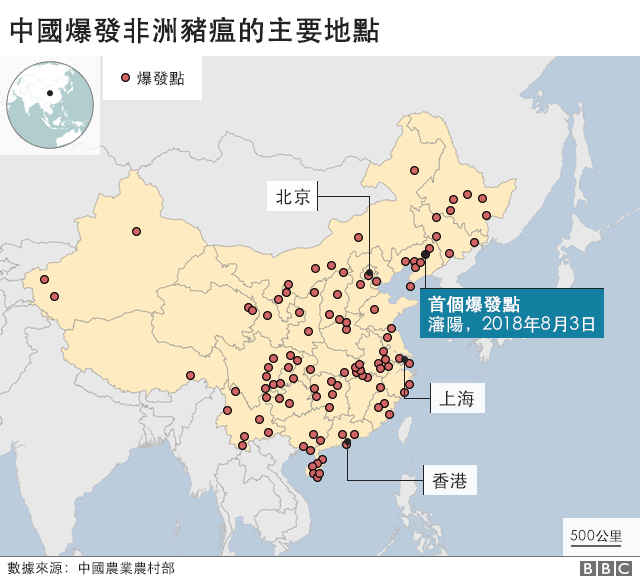 中國爆發非洲豬瘟的主要地點
爆發點
北京
首個爆發點
瀋陽，2018年8月3日
上海
香港
500公里
數據來源：中國農業農村部
BBC